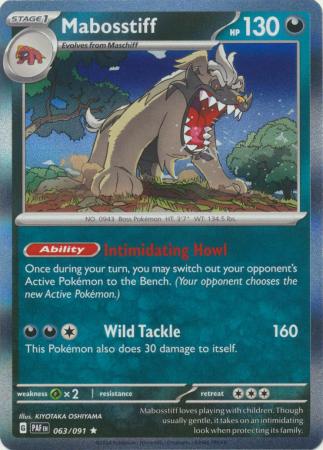 STAGE 1
Mabosstiff
HP 130
Evolves from Maschiff
NO. 0943 Boss Pokémon HT: 3'7" WT: 134.5 lbs.
Ability Intimidating Howl
Once during your turn, you may switch out your opponent's
Active Pokémon to the Bench. (Your opponent chooses the
new Active Pokémon.)
Wild Tackle 160
This Pokémon also does 30 damage to itself.
weakness ×2 resistance retreat
Illus. KIYOTAKA OSHIYAMA
G PAF EN 063/091 ★
Mabosstiff loves playing with children. Though
usually gentle, it takes on an intimidating
look when protecting its family.